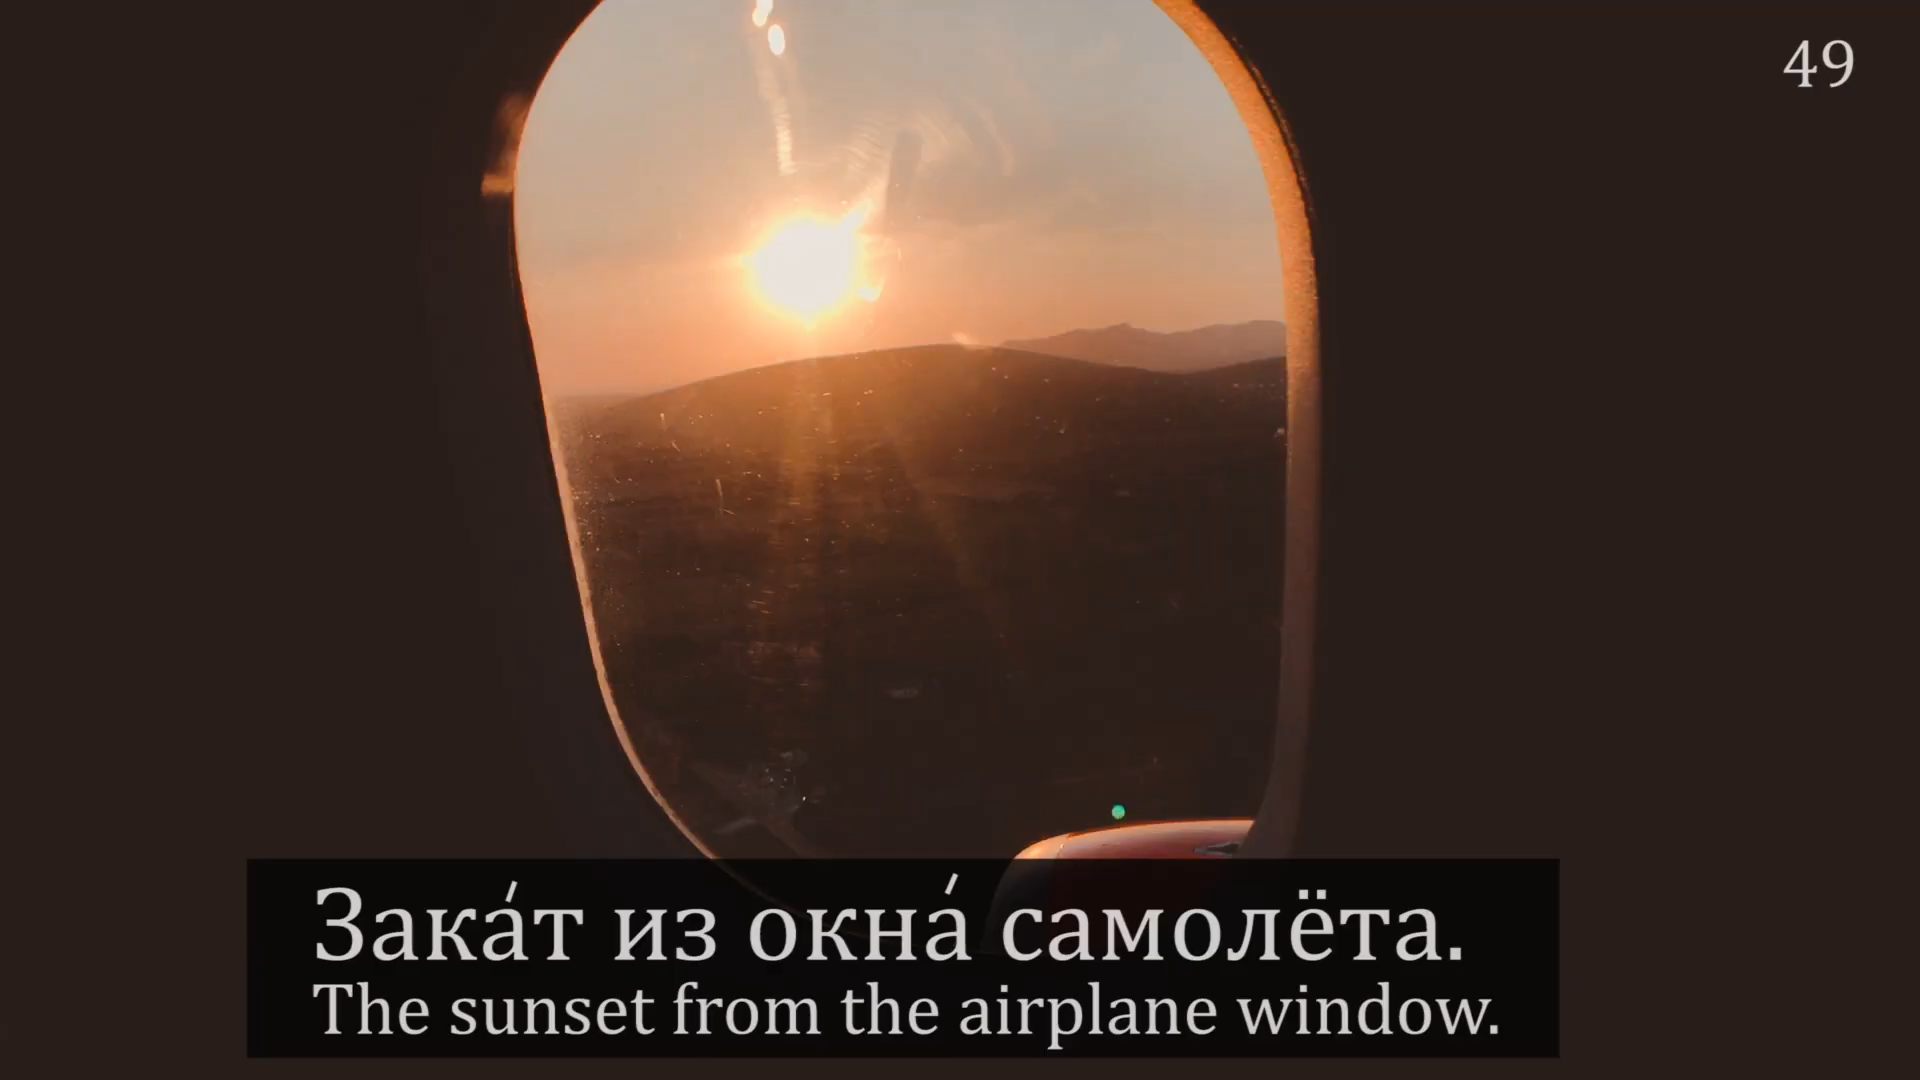 49
Зака́т из окна́ самолёта.
The sunset from the airplane window.